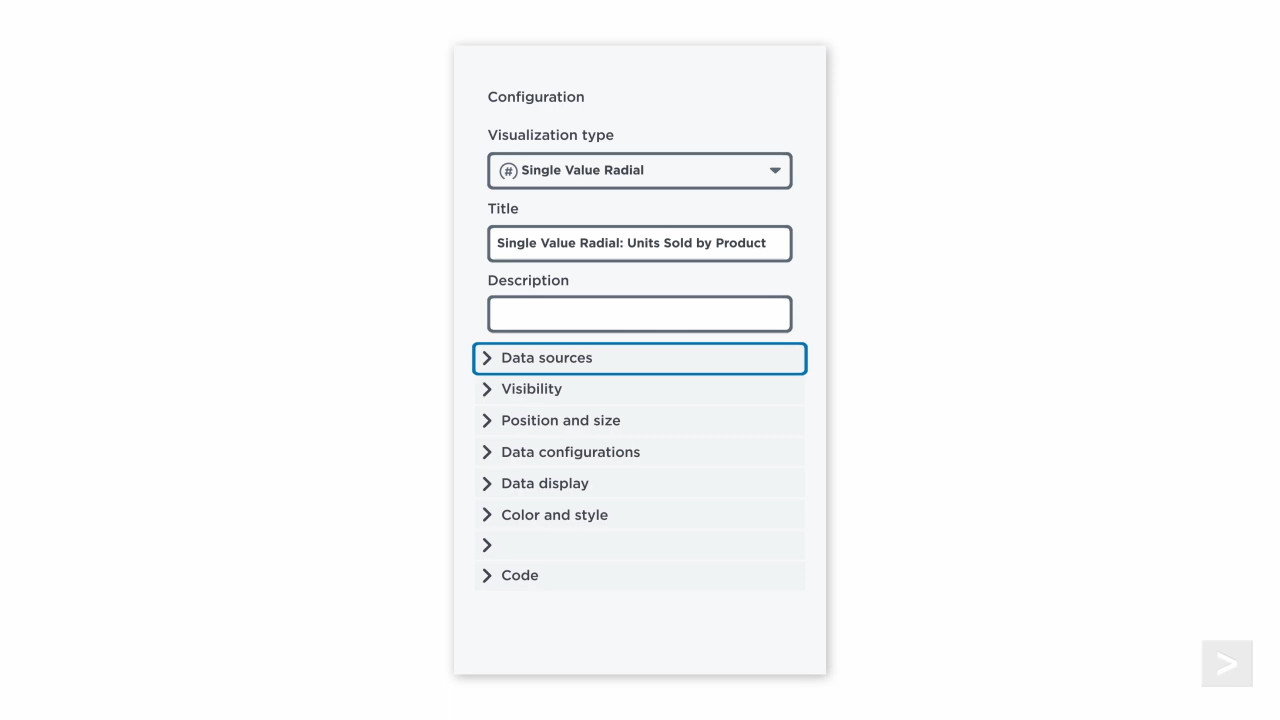 Configuration
Visualization type
(#) Single Value Radial
Title
Single Value Radial: Units Sold by Product
Description
Data sources
Visibility
Position and size
Data configurations
Data display
Color and style
Code
>